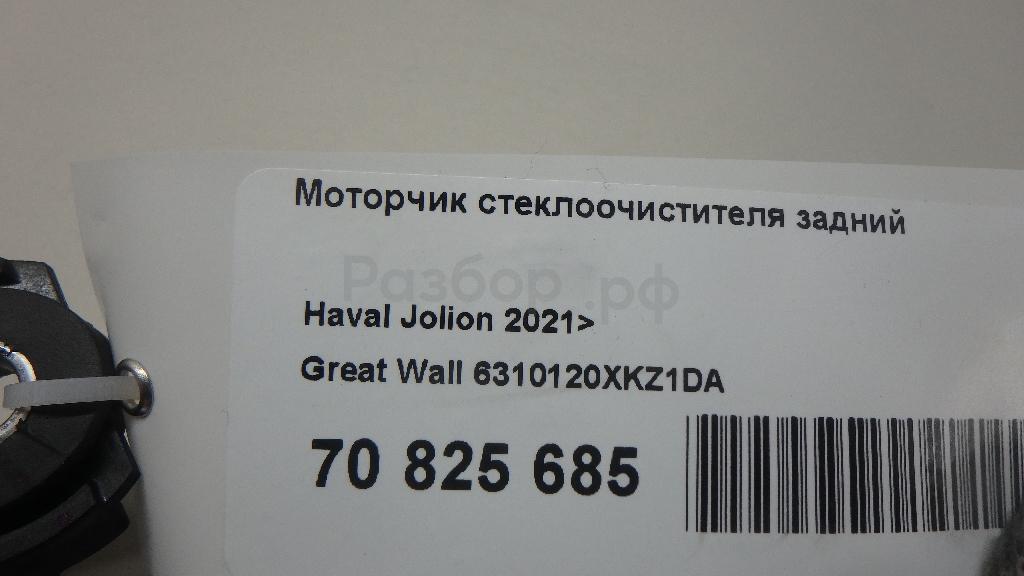 Моторчик стеклоочистителя задний
Разбор.рф
Haval Jolion 2021>
Great Wall 6310120XKZ1DA
70 825 685